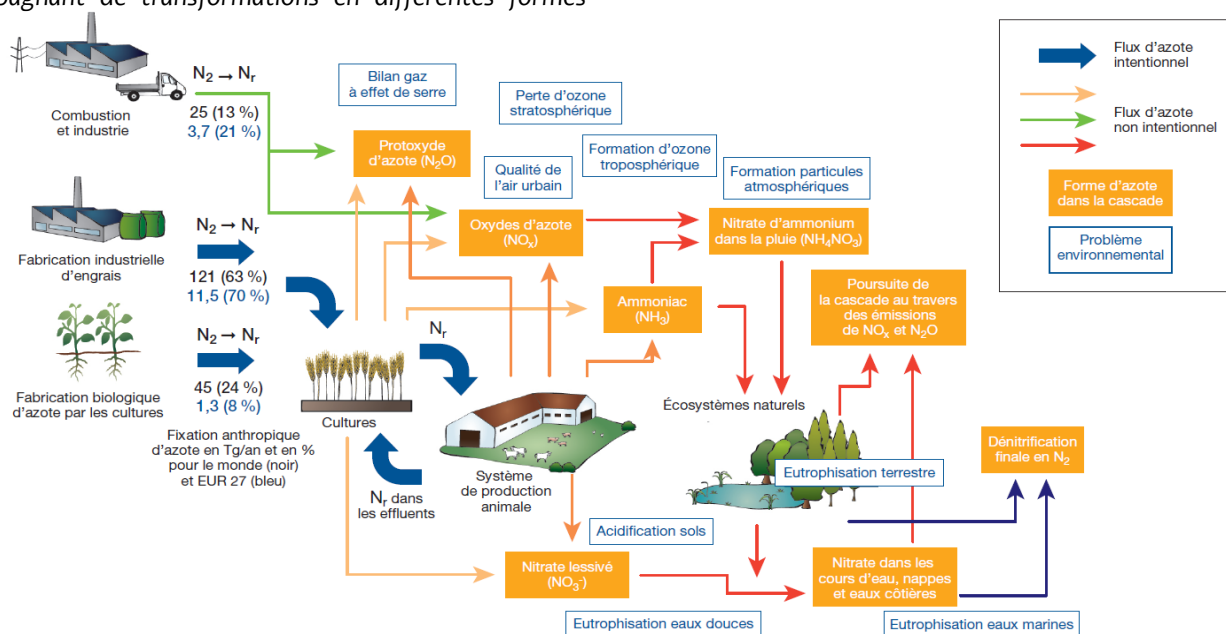 de transformations en différentes formes
N₂ → Nᵣ
25 (13 %)
3,7 (21 %)
Combustion
et industrie
Bilan gaz
à effet de serre
Perte d'ozone
stratosphérique
Protoxyde
d'azote (N₂O)
Qualité de
l'air urbain
Formation d'ozone
troposphérique
Formation particules
atmosphériques
Flux d'azote
intentionnel
Flux d'azote
non intentionnel
Forme d'azote
dans la cascade
Problème
environnemental
N₂ → Nᵣ
Fabrication industrielle
d'engrais
121 (63 %)
11,5 (70 %)
Oxydes d'azote
(NOₓ)
Nitrate d'ammonium
dans la pluie (NH₄NO₃)
Ammoniac
(NH₃)
Poursuite de
la cascade au travers
des émissions
de NOₓ et N₂O
N₂ → Nᵣ
45 (24 %)
1,3 (8 %)
Fabrication biologique
d'azote par les cultures
Nᵣ
Cultures
Fixation anthropique
d'azote en Tg/an et en %
pour le monde (noir)
et EUR 27 (bleu)
Nᵣ dans
les effluents
Système
de production
animale
Écosystèmes naturels
Eutrophisation terrestre
Dénitrification
finale en N₂
Acidification sols
Nitrate lessivé
(NO₃⁻)
Nitrate dans les
cours d'eau, nappes
et eaux côtières
Eutrophisation eaux douces
Eutrophisation eaux marines